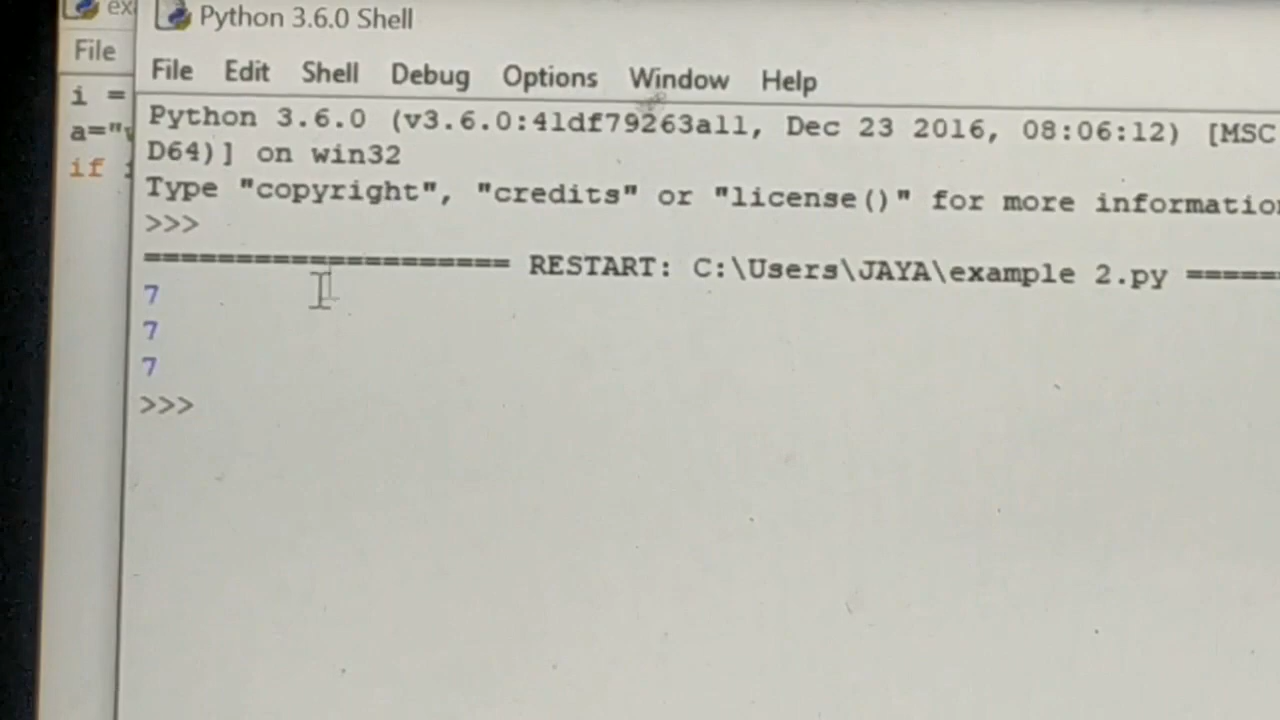 ex
Python 3.6.0 Shell
File
File Edit Shell Debug Options Window Help
i =
a="
if
Python 3.6.0 (v3.6.0:41df79263a11, Dec 23 2016, 08:06:12) [MSC
D64)] on win32
Type "copyright", "credits" or "license()" for more informatio
>>>
==================== RESTART: C:\Users\JAYA\example 2.py =====
7
7
7
>>>